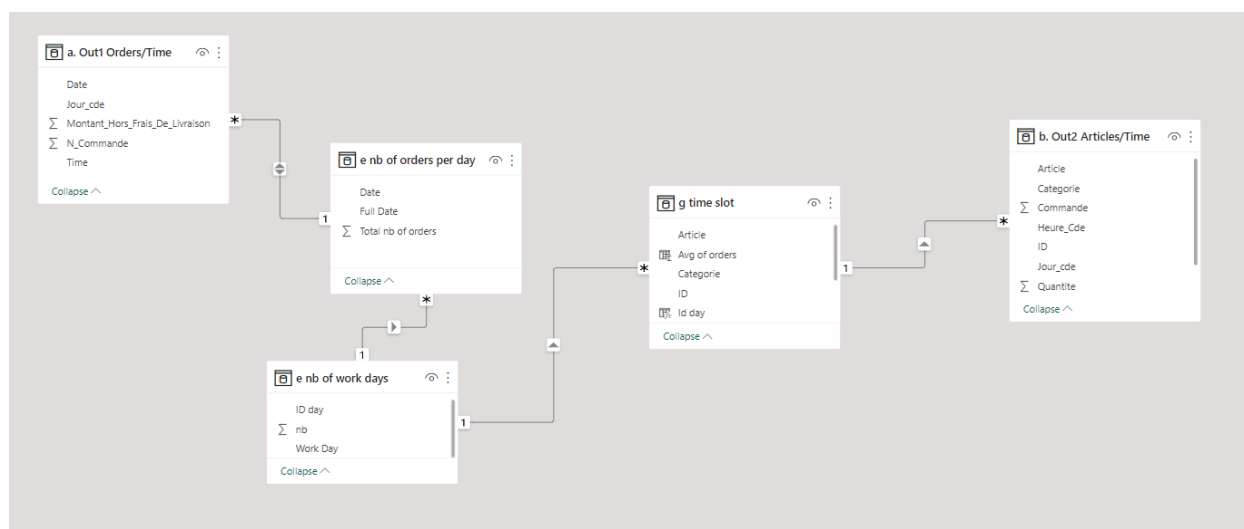 a. Out1 Orders/Time
Date
Jour_cde
Σ Montant_Hors_Frais_De_Livraison
Σ N_Commande
Time
Collapse
*
1
e nb of orders per day
Date
Full Date
Σ Total nb of orders
Collapse
*
1
e nb of work days
ID day
Σ nb
Work Day
Collapse
1
*
g time slot
Article
Avg of orders
Categorie
ID
Id day
Collapse
1
*
b. Out2 Articles/Time
Article
Categorie
Σ Commande
Heure_Cde
ID
Jour_cde
Σ Quantite
Collapse